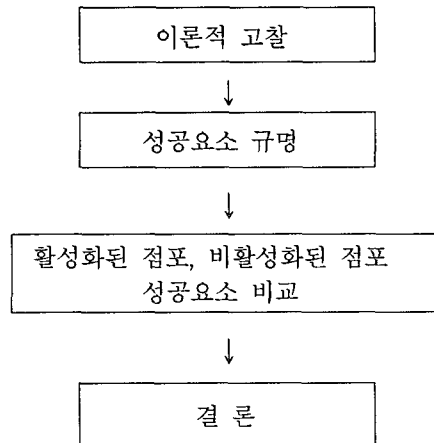 이론적 고찰
↓
성공요소 규명
↓
활성화된 점포, 비활성화된 점포
성공요소 비교
↓
결 론